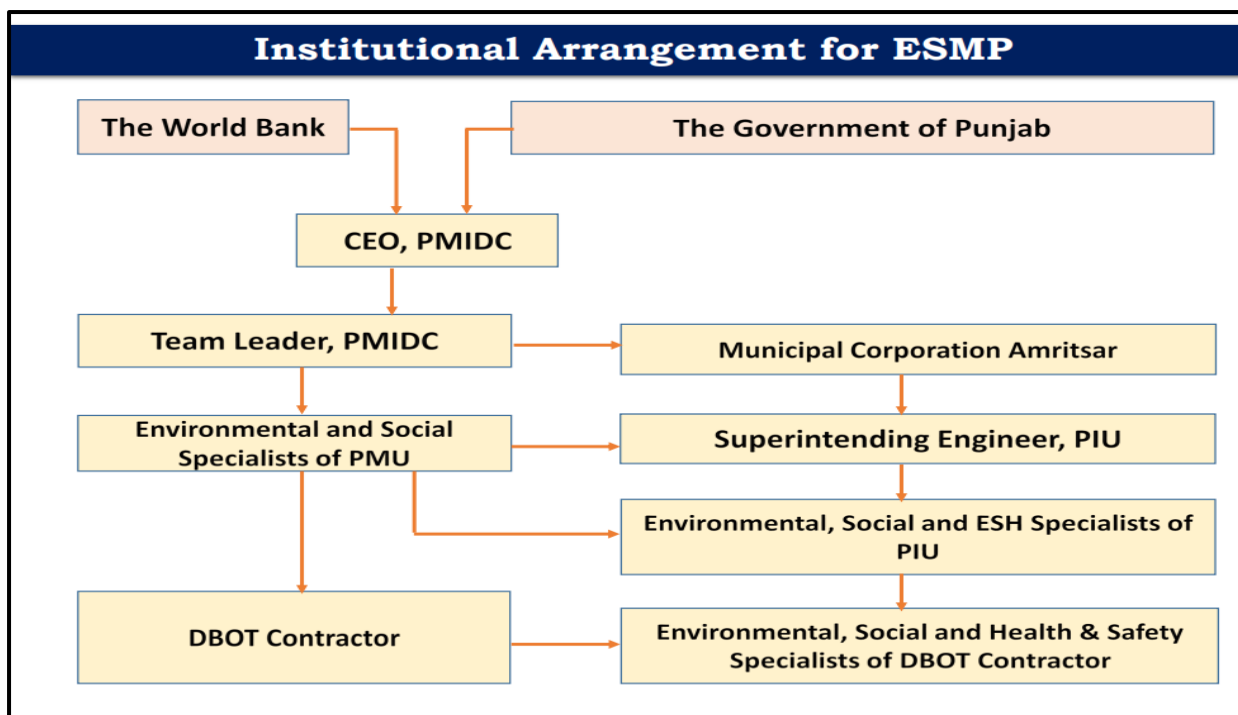 Institutional Arrangement for ESMP
The World Bank
The Government of Punjab
CEO, PMIDC
Team Leader, PMIDC
Municipal Corporation Amritsar
Environmental and Social
Specialists of PMU
Superintending Engineer, PIU
Environmental, Social and ESH Specialists of
PIU
DBOT Contractor
Environmental, Social and Health & Safety
Specialists of DBOT Contractor